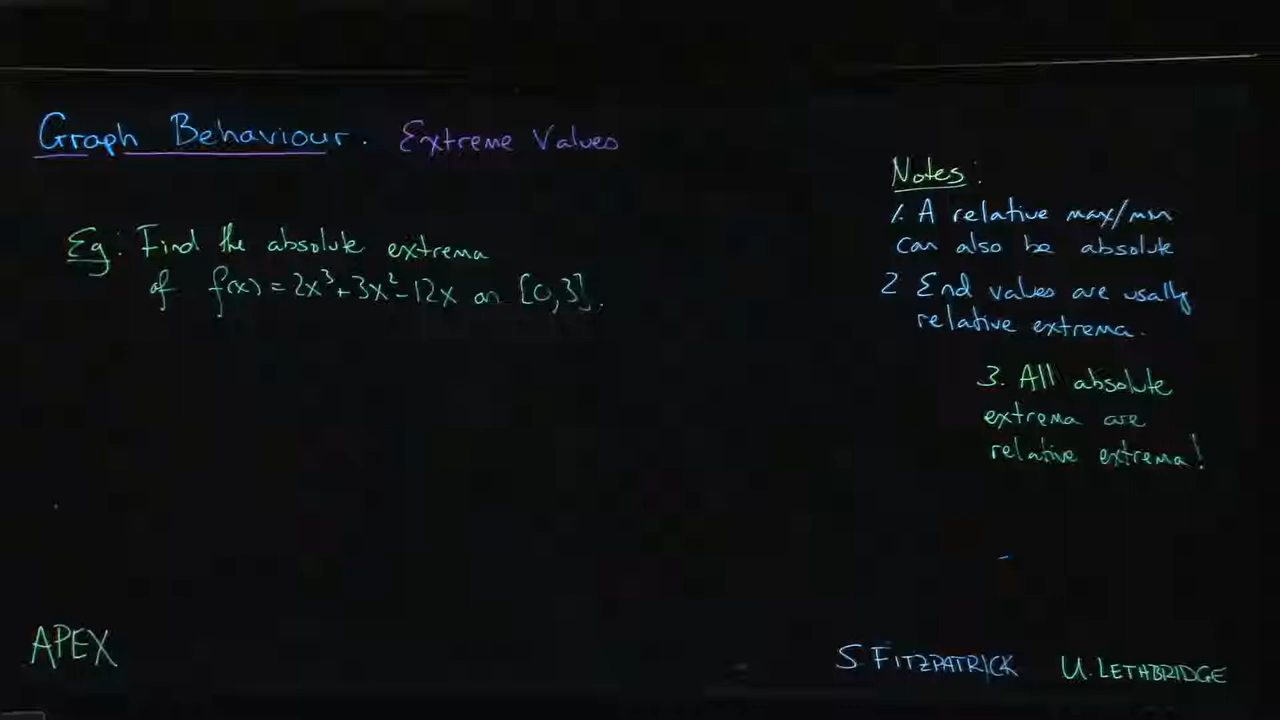 Graph Behaviour. Extreme Values
Eg: Find the absolute extrema
of f(x) = 2x³+3x²-12x on [0,3].
Notes:
1. A relative max/min
can also be absolute
2 End values are usally
relative extrema.
3. All absolute
extrema are
relative extrema!
APEX
S. FITZPATRICK U. LETHBRIDGE